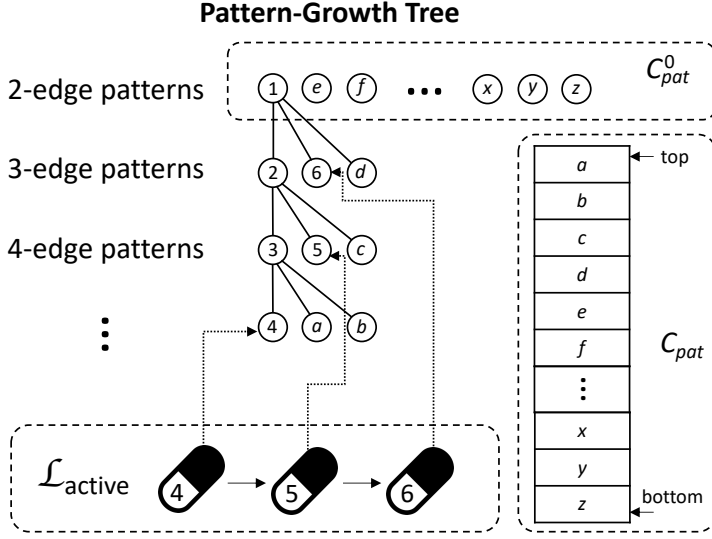 Pattern-Growth Tree
2-edge patterns 1 e f ... x y z C⁰pat
3-edge patterns 2 6 d
4-edge patterns 3 5 c
⋮ 4 a b
a top
b
c
d
e
f
⋮
x
y
z bottom
Cpat
ℒactive 4 5 6